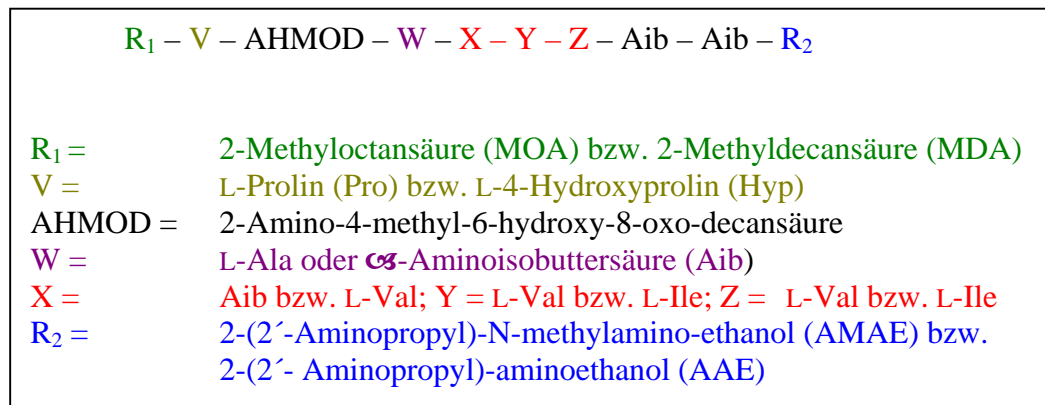 R₁ – V – AHMOD – W – X – Y – Z – Aib – Aib – R₂
R₁ = 2-Methyloctansäure (MOA) bzw. 2-Methyldecansäure (MDA)
V = L-Prolin (Pro) bzw. L-4-Hydroxyprolin (Hyp)
AHMOD = 2-Amino-4-methyl-6-hydroxy-8-oxo-decansäure
W = L-Ala oder -Aminoisobuttersäure (Aib)
X = Aib bzw. L-Val; Y = L-Val bzw. L-Ile; Z = L-Val bzw. L-Ile
R₂ = 2-(2´-Aminopropyl)-N-methylamino-ethanol (AMAE) bzw.
2-(2´- Aminopropyl)-aminoethanol (AAE)